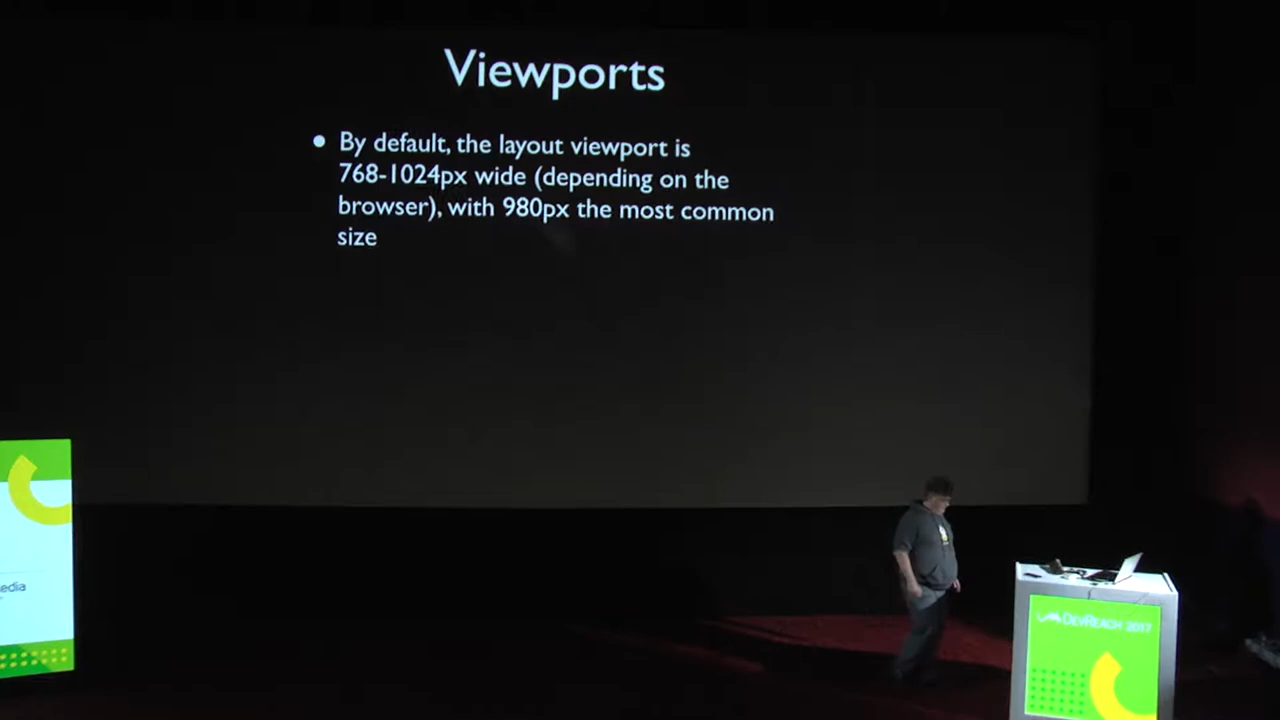 Viewports
● By default, the layout viewport is
768-1024px wide (depending on the
browser), with 980px the most common
size
edia
DEVREACH 2017